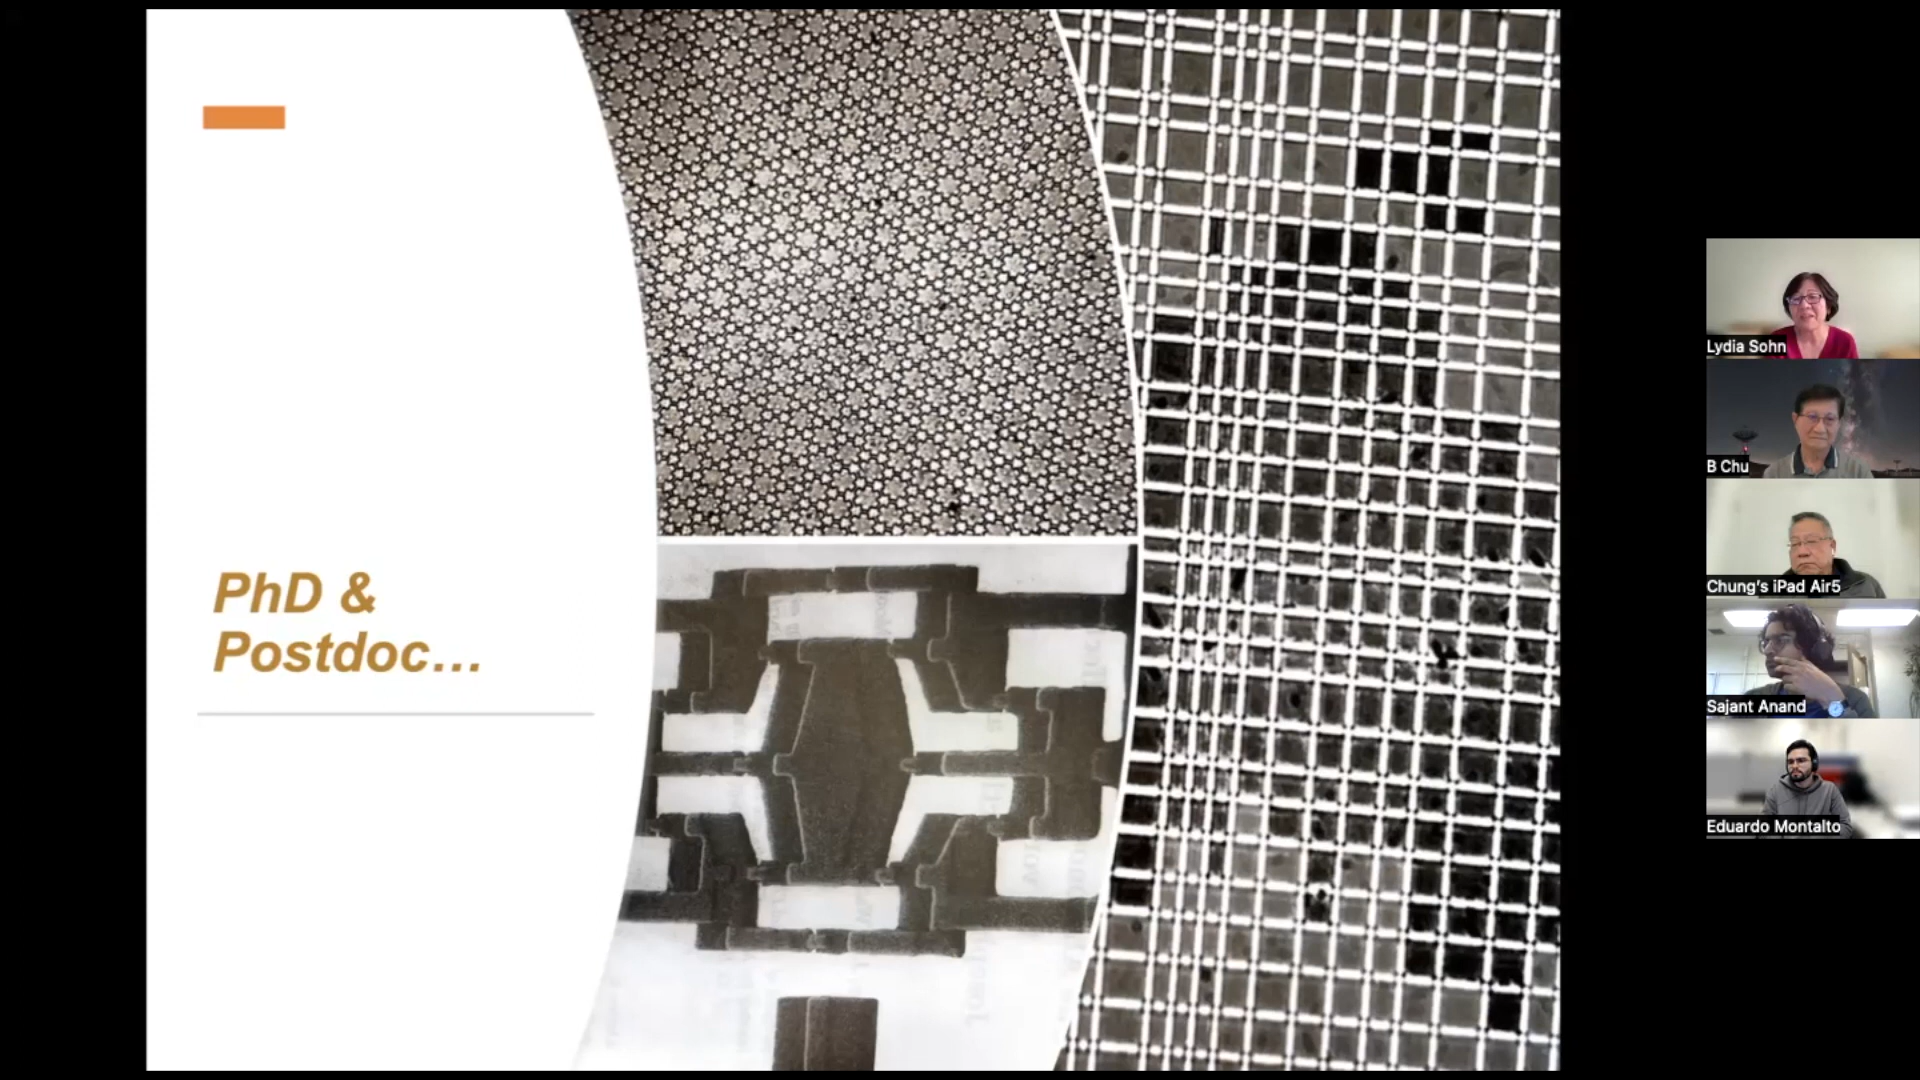 PhD &
Postdoc...
Lydia Sohn
B Chu
Chung's iPad Air5
Sajant Anand
Eduardo Montalto